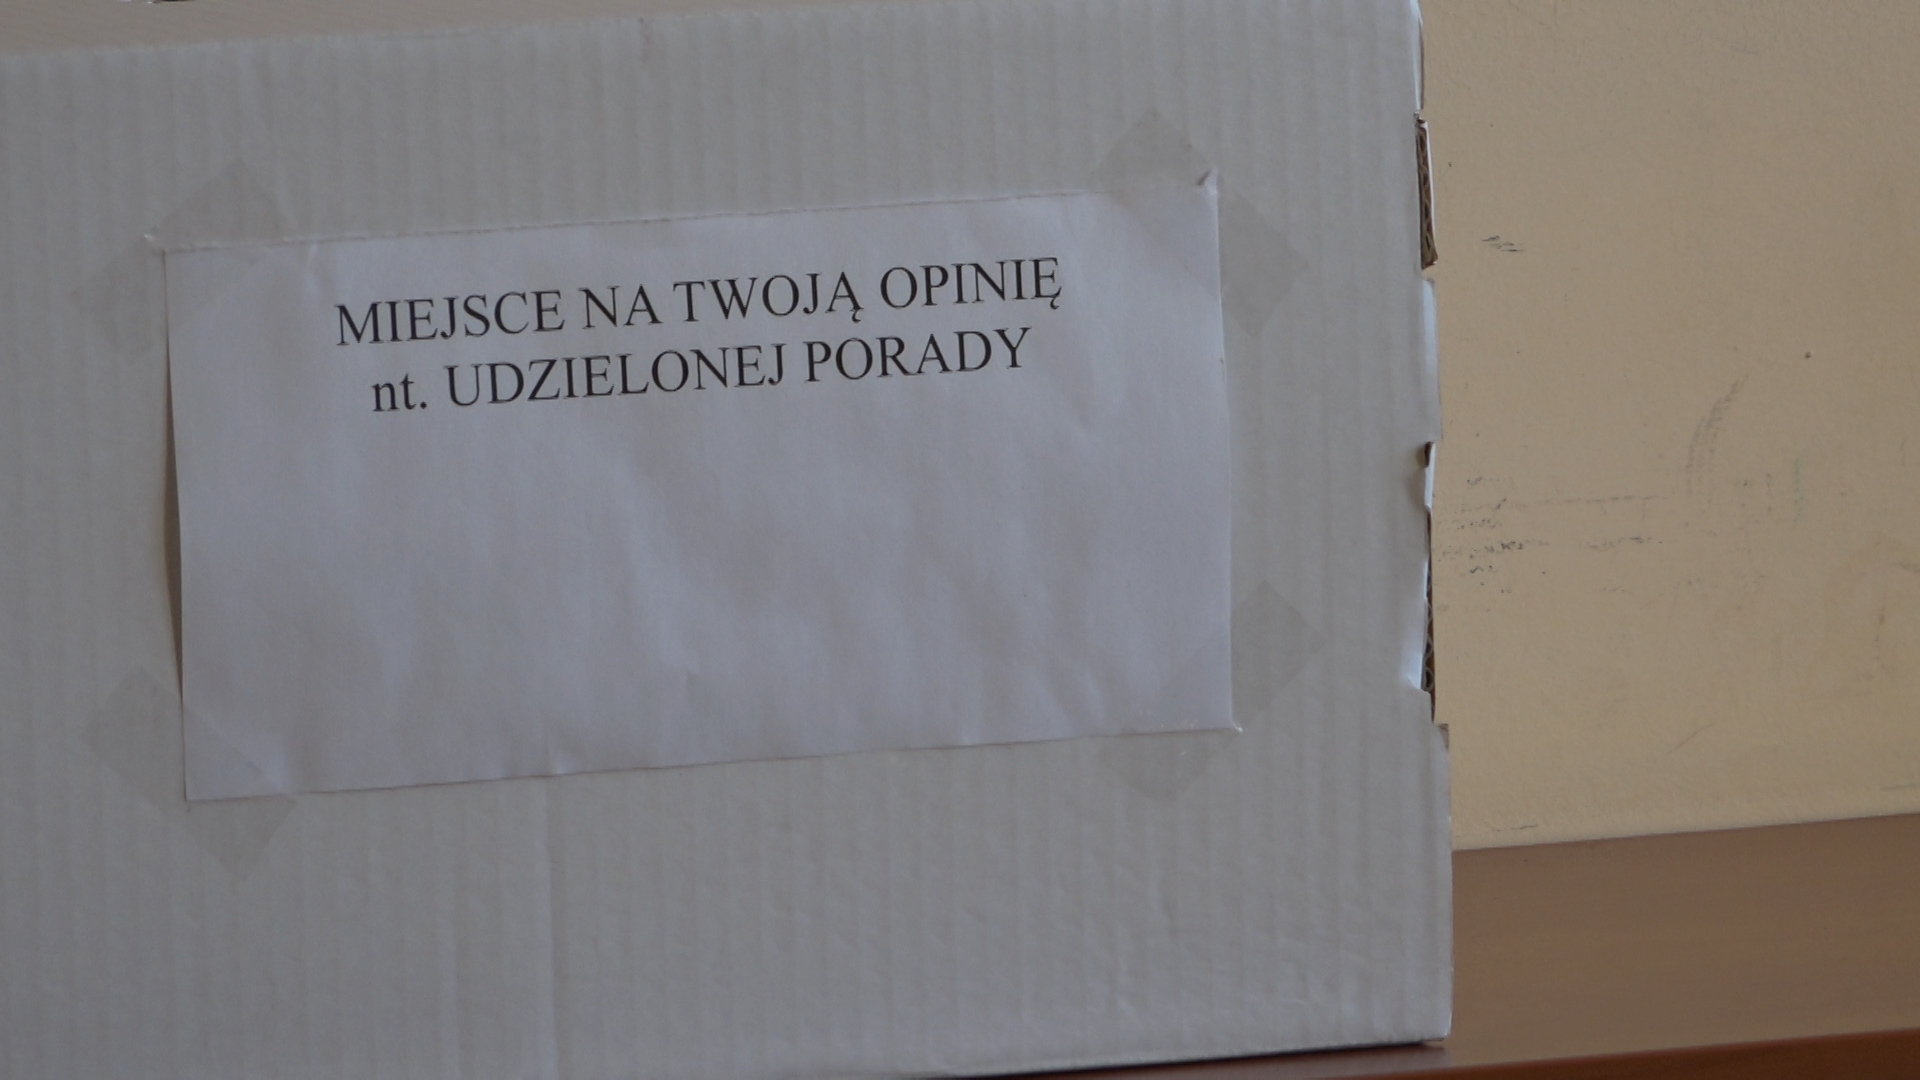 MIEJSCE NA TWOJĄ OPINIĘ
nt. UDZIELONEJ PORADY